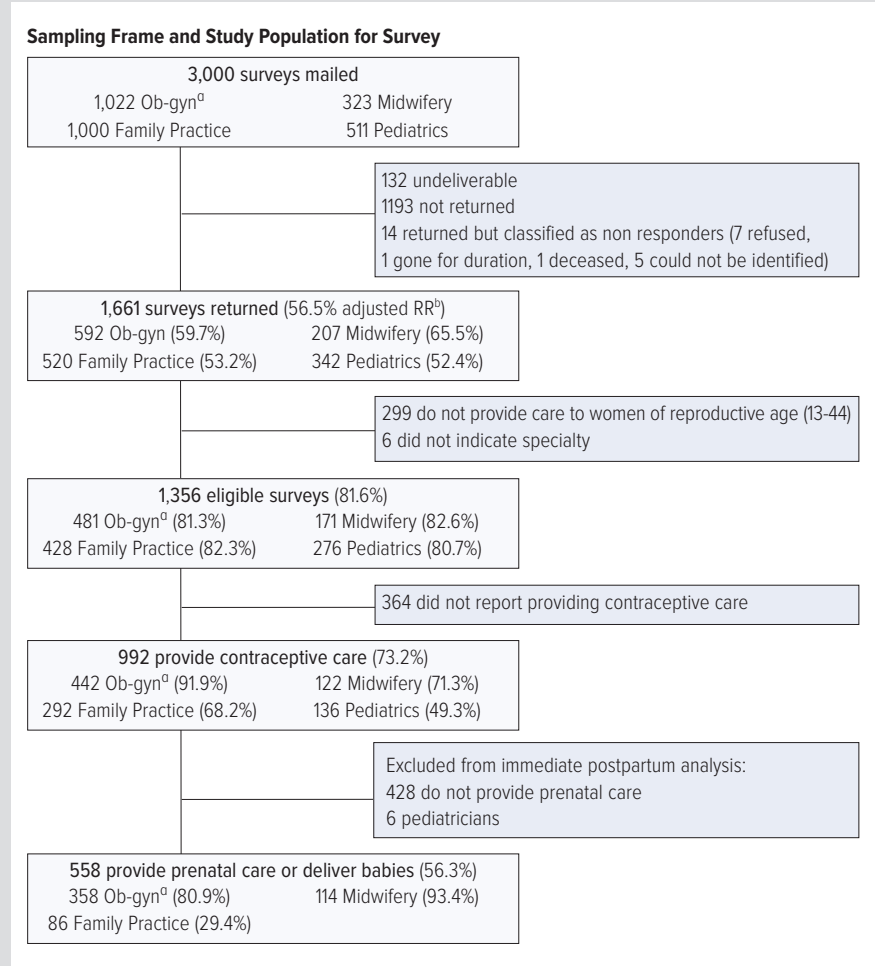 Sampling Frame and Study Population for Survey
3,000 surveys mailed
1,022 Ob-gynᵃ 323 Midwifery
1,000 Family Practice 511 Pediatrics
132 undeliverable
1193 not returned
14 returned but classified as non responders (7 refused,
1 gone for duration, 1 deceased, 5 could not be identified)
1,661 surveys returned (56.5% adjusted RRᵇ)
592 Ob-gyn (59.7%) 207 Midwifery (65.5%)
520 Family Practice (53.2%) 342 Pediatrics (52.4%)
299 do not provide care to women of reproductive age (13-44)
6 did not indicate specialty
1,356 eligible surveys (81.6%)
481 Ob-gynᵃ (81.3%) 171 Midwifery (82.6%)
428 Family Practice (82.3%) 276 Pediatrics (80.7%)
364 did not report providing contraceptive care
992 provide contraceptive care (73.2%)
442 Ob-gynᵃ (91.9%) 122 Midwifery (71.3%)
292 Family Practice (68.2%) 136 Pediatrics (49.3%)
Excluded from immediate postpartum analysis:
428 do not provide prenatal care
6 pediatricians
558 provide prenatal care or deliver babies (56.3%)
358 Ob-gynᵃ (80.9%) 114 Midwifery (93.4%)
86 Family Practice (29.4%)